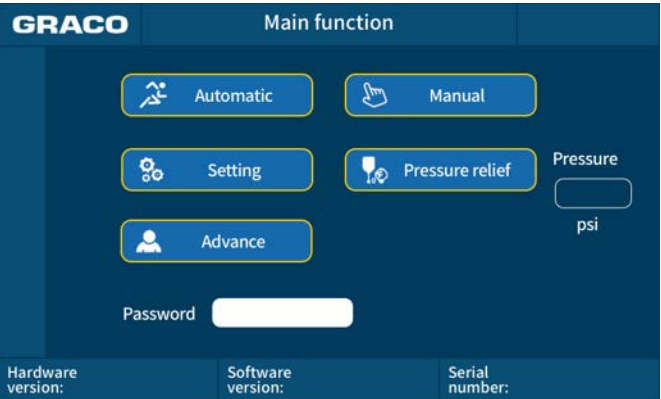 GRACO
Main function
Automatic
Manual
Setting
Pressure relief
Pressure
psi
Advance
Password
Hardware
version:
Software
version:
Serial
number: